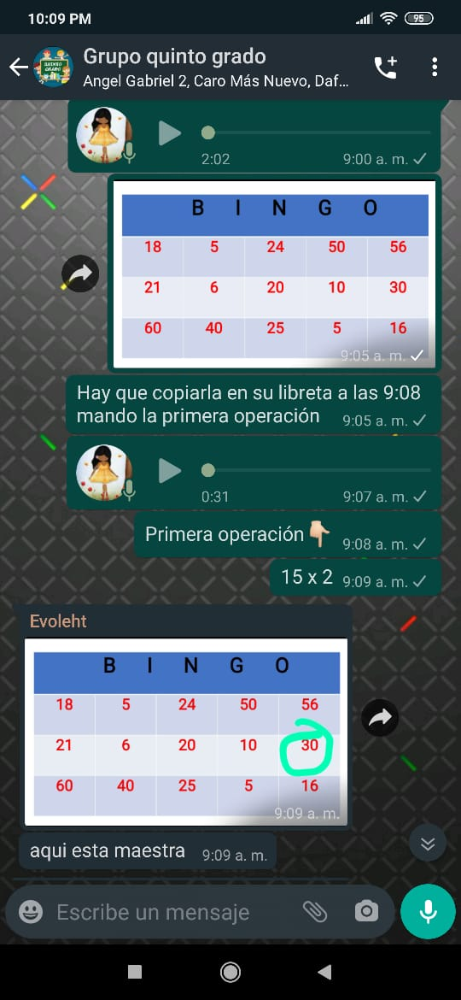 10:09 PM
95
QUINTO
GRADO
Grupo quinto grado
Angel Gabriel 2, Caro Más Nuevo, Daf...
2:02 9:00 a. m.
B I N G O
18 5 24 50 56
21 6 20 10 30
60 40 25 5 16
9:05 a. m.
Hay que copiarla en su libreta a las 9:08
mando la primera operación 9:05 a. m.
0:31 9:07 a. m.
Primera operación👇🏻 9:08 a. m.
15 x 2 9:09 a. m.
Evoleht
B I N G O
18 5 24 50 56
21 6 20 10 30
60 40 25 5 16
9:09 a. m.
aqui esta maestra 9:09 a. m.
Escribe un mensaje